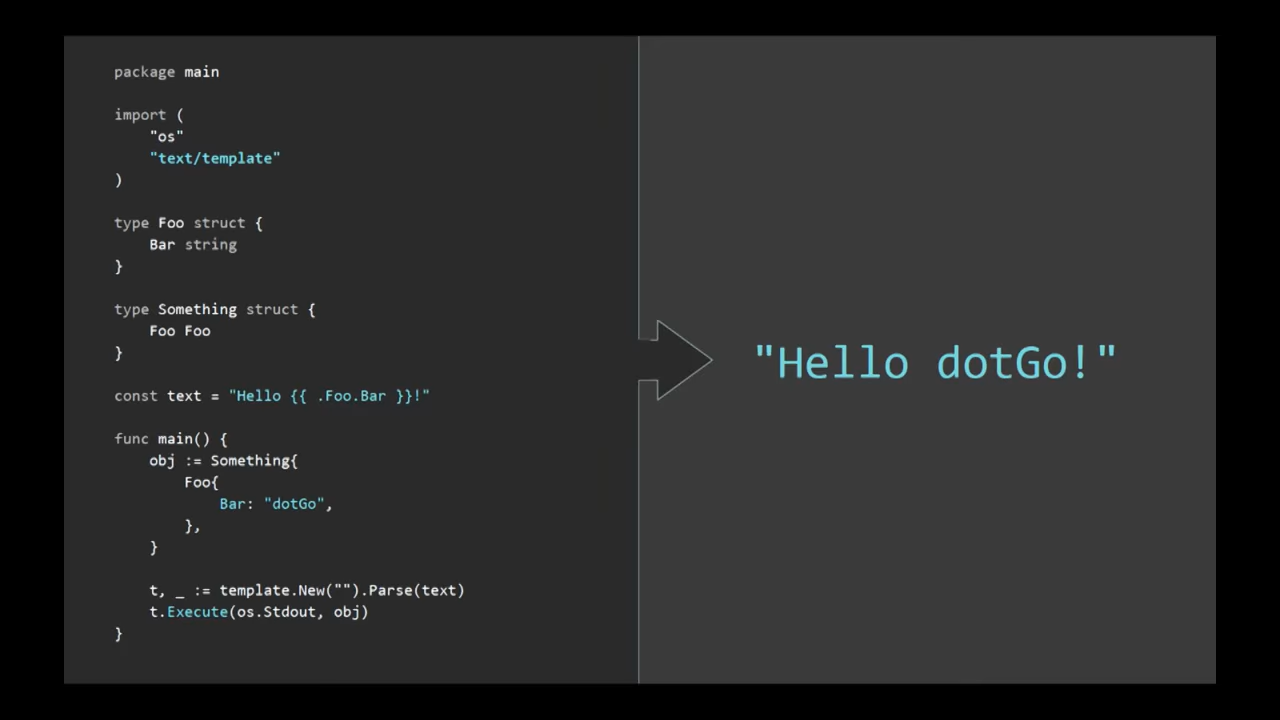 package main
import (
"os"
"text/template"
)
type Foo struct {
Bar string
}
type Something struct {
Foo Foo
}
const text = "Hello {{ .Foo.Bar }}!"
func main() {
obj := Something{
Foo{
Bar: "dotGo",
},
}
t, _ := template.New("").Parse(text)
t.Execute(os.Stdout, obj)
}
"Hello dotGo!"